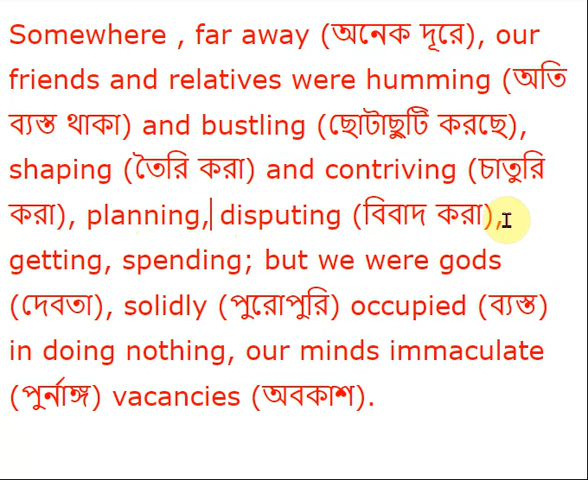 Somewhere , far away (অনেক দূরে), our
friends and relatives were humming (অতি
ব্যস্ত থাকা) and bustling (ছোটাছুটি করছে),
shaping (তৈরি করা) and contriving (চাতুরি
করা), planning, disputing (বিবাদ করা),
getting, spending; but we were gods
(দেবতা), solidly (পুরোপুরি) occupied (ব্যস্ত)
in doing nothing, our minds immaculate
(পুর্নাঙ্গ) vacancies (অবকাশ).